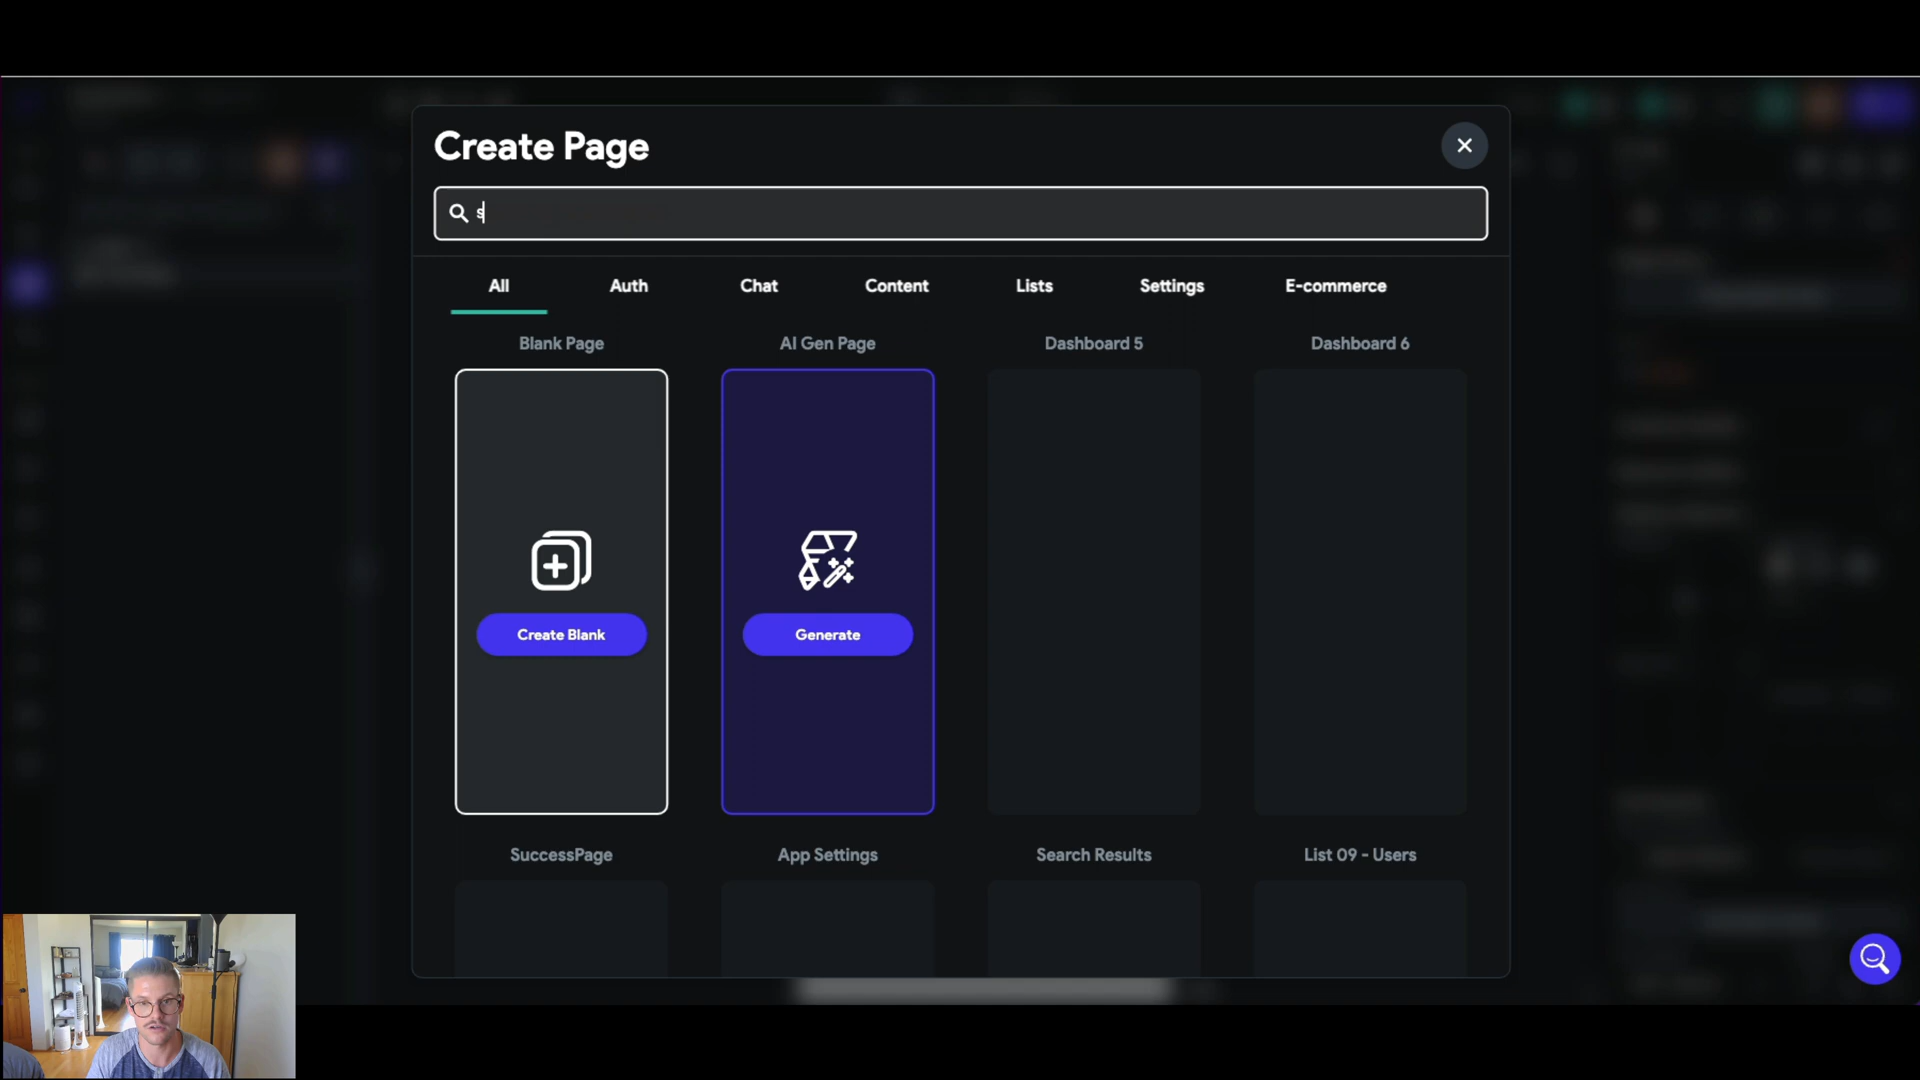 Create Page
s
All Auth Chat Content Lists Settings E-commerce
Blank Page AI Gen Page Dashboard 5 Dashboard 6
Create Blank Generate
SuccessPage App Settings Search Results List 09 - Users